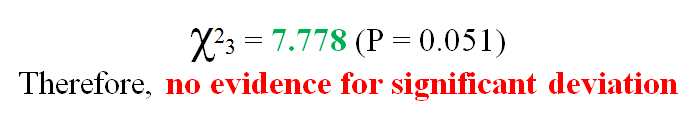 χ²₃ = 7.778 (P = 0.051)
Therefore, no evidence for significant deviation